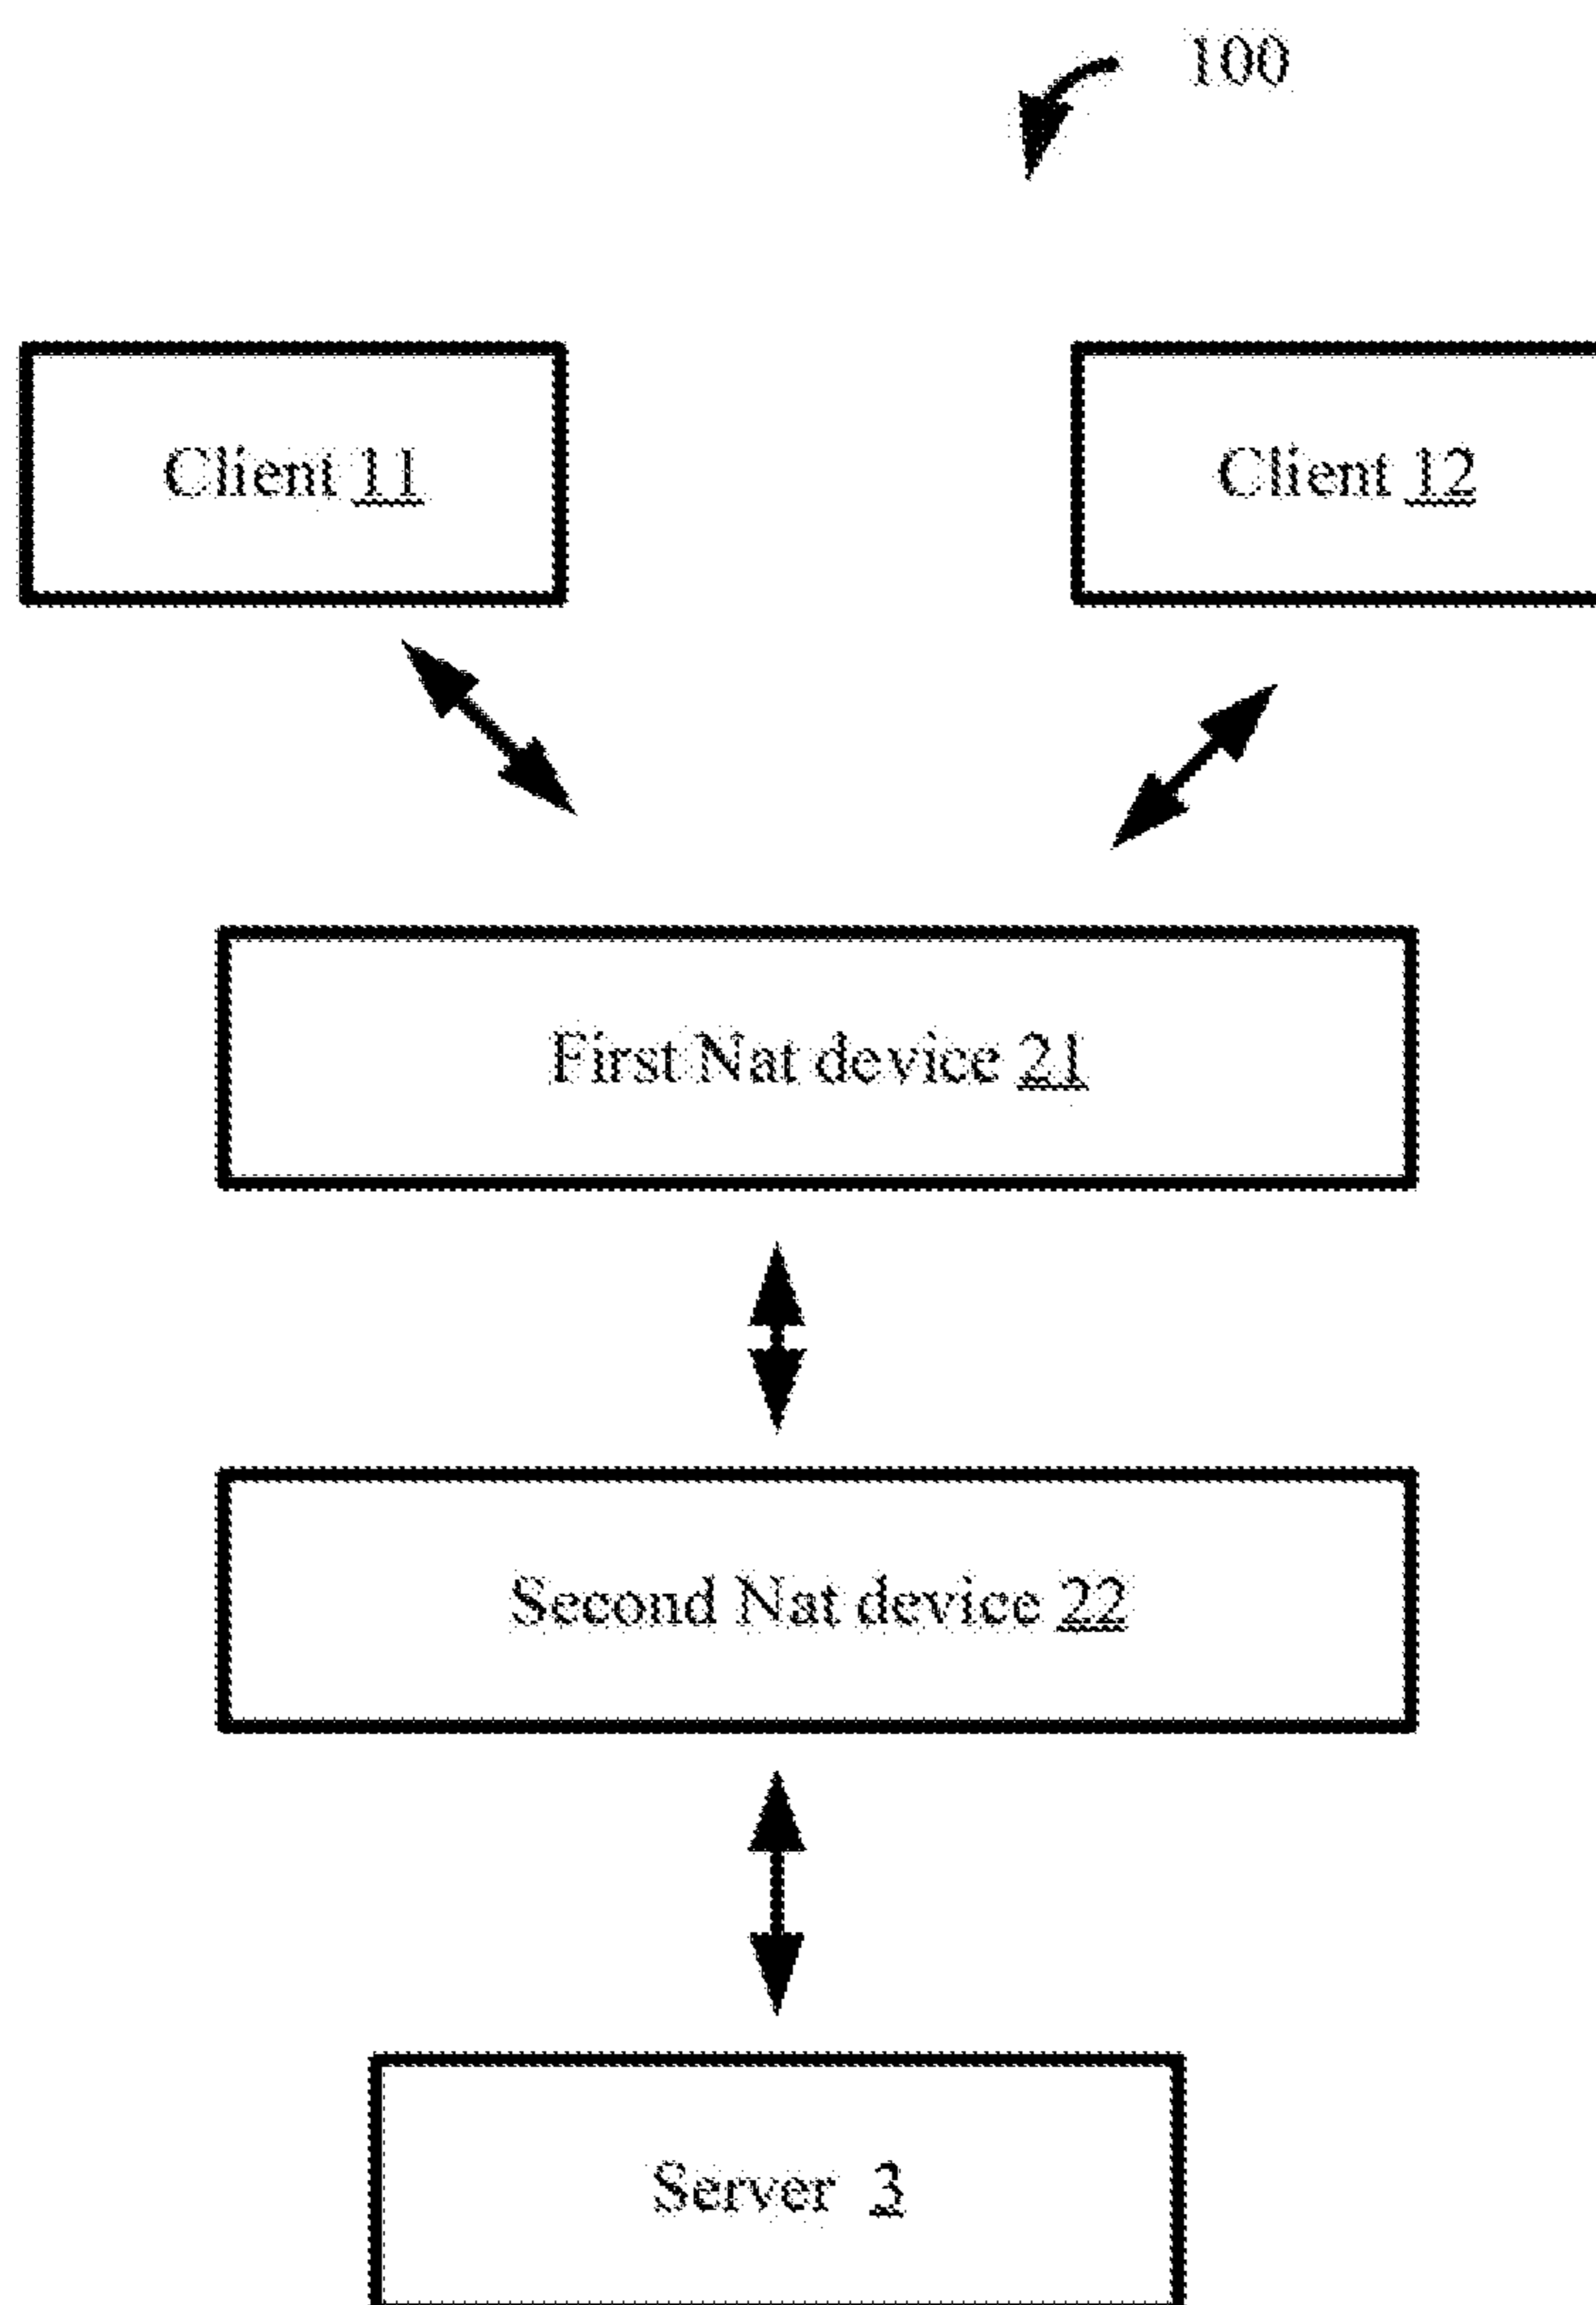 100
Client 11
Client 12
First Nat device 21
Second Nat device 22
Server 3